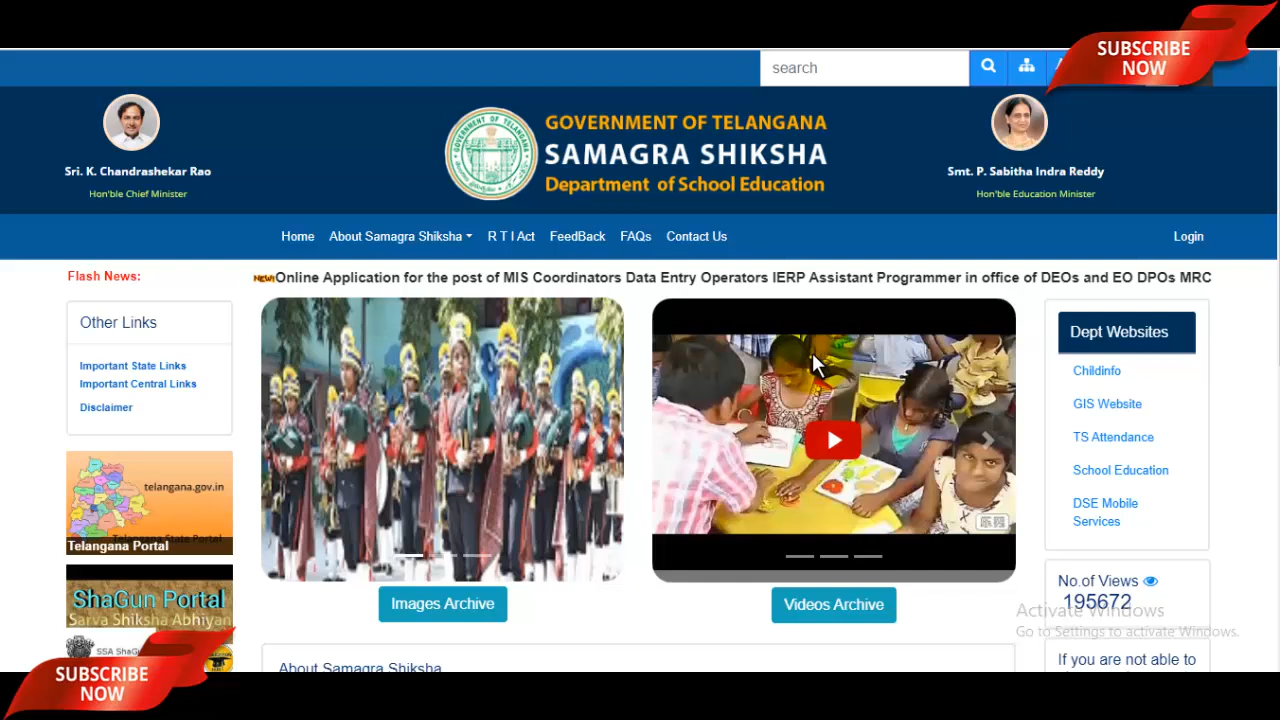 SUBSCRIBE
NOW
search
GOVERNMENT OF TELANGANA
SAMAGRA SHIKSHA
Department of School Education
Sri. K. Chandrashekar Rao
Hon'ble Chief Minister
Smt. P. Sabitha Indra Reddy
Hon'ble Education Minister
Home About Samagra Shiksha R T I Act FeedBack FAQs Contact Us Login
Flash News:
NEW! Online Application for the post of MIS Coordinators Data Entry Operators IERP Assistant Programmer in office of DEOs and EO DPOs MRC
Other Links
Important State Links
Important Central Links
Disclaimer
telangana.gov.in
Telangana State Portal
Telangana Portal
ShaGun Portal
Sarva Shiksha Abhiyan
SSA ShaGu
Images Archive
Videos Archive
Dept Websites
Childinfo
GIS Website
TS Attendance
School Education
DSE Mobile
Services
No.of Views
195672
Activate Windows
Go to Settings to activate Windows.
If you are not able to
About Samagra Shiksha
SUBSCRIBE
NOW